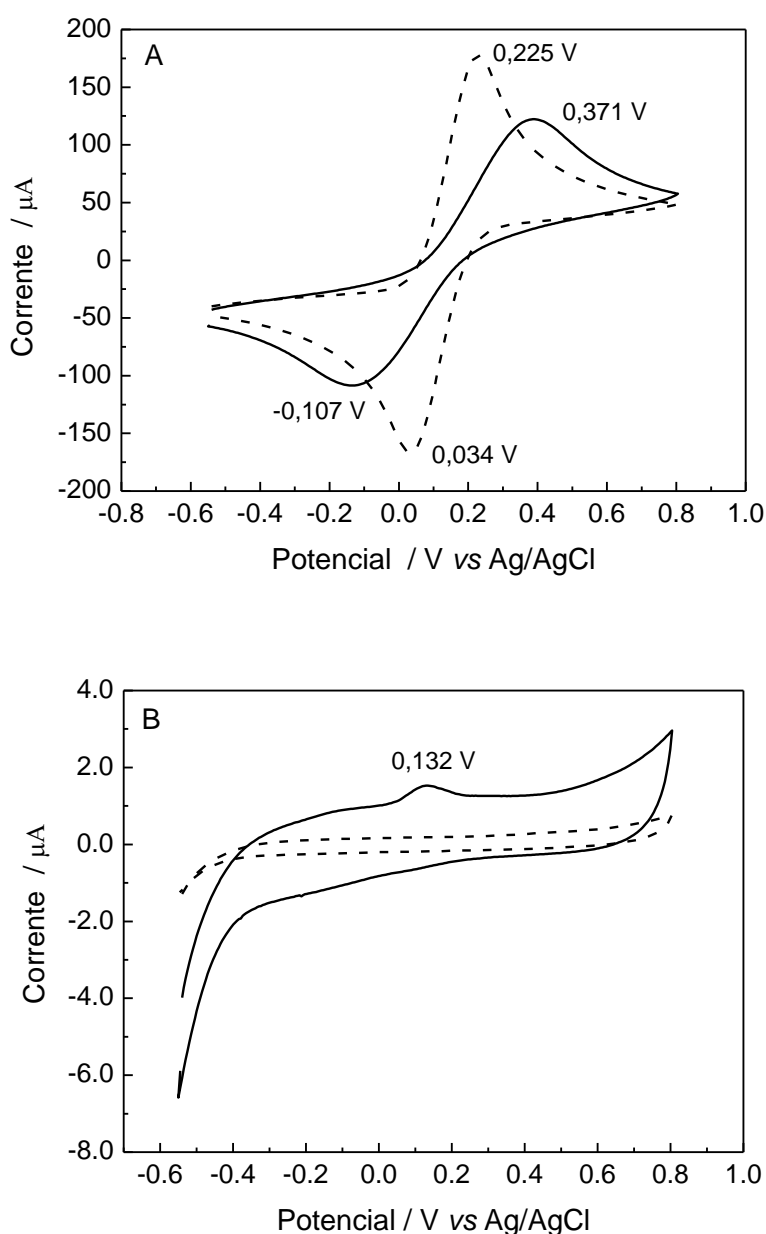 A
0,225 V
0,371 V
-0,107 V
0,034 V
200
150
100
50
0
-50
-100
-150
-200
Corrente / μA
-0.8 -0.6 -0.4 -0.2 0.0 0.2 0.4 0.6 0.8 1.0
Potencial / V vs Ag/AgCl
B
0,132 V
4.0
2.0
0.0
-2.0
-4.0
-6.0
-8.0
Corrente / μA
-0.6 -0.4 -0.2 0.0 0.2 0.4 0.6 0.8 1.0
Potencial / V vs Ag/AgCl